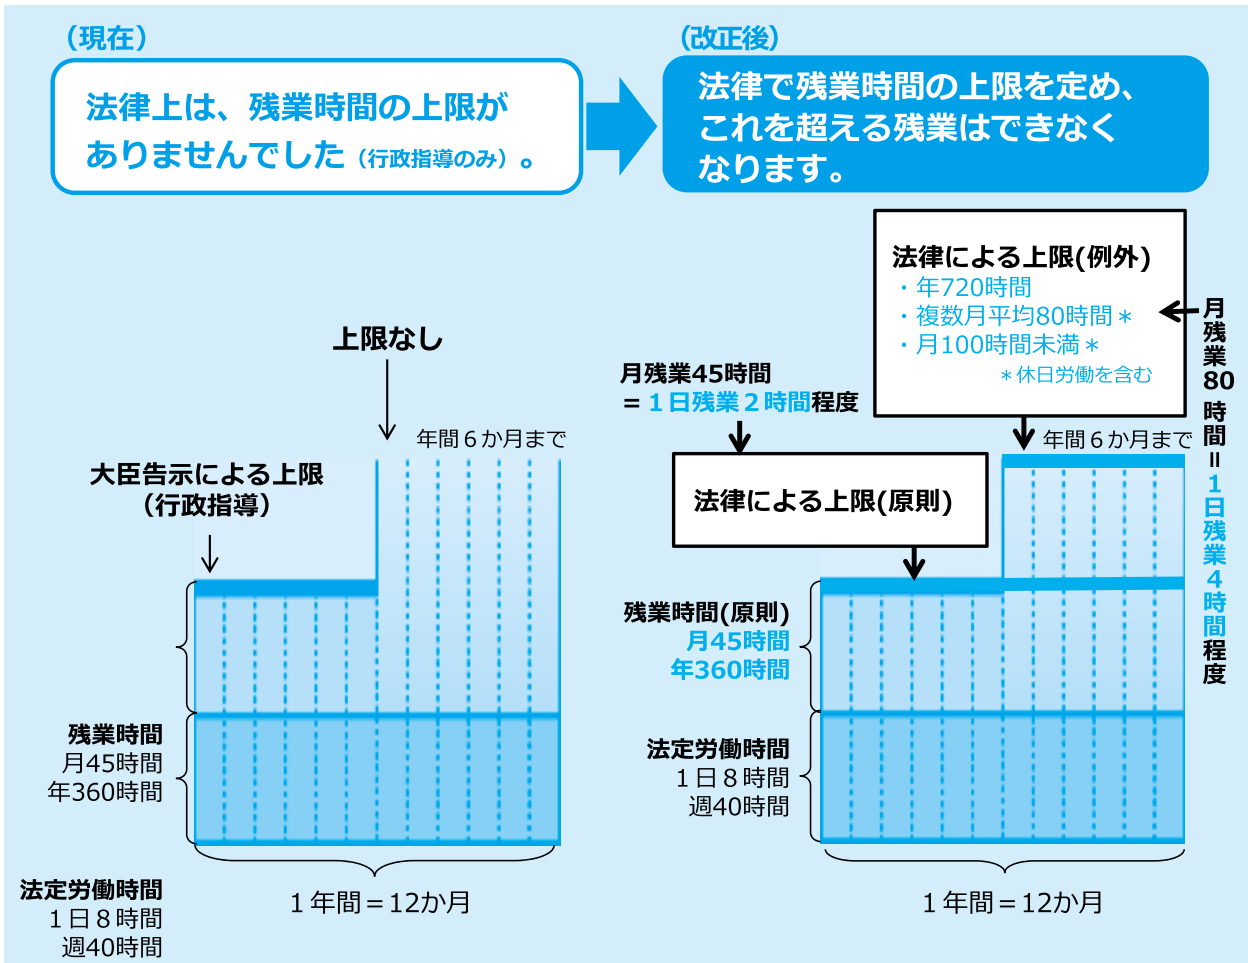 （現在）
法律上は、残業時間の上限が
ありませんでした（行政指導のみ）。
（改正後）
法律で残業時間の上限を定め、
これを超える残業はできなく
なります。
上限なし
年間６か月まで
大臣告示による上限
（行政指導）
残業時間
月45時間
年360時間
法定労働時間
１日８時間
週40時間
１年間＝12か月
法律による上限(例外)
・年720時間
・複数月平均80時間＊
・月100時間未満＊
＊休日労働を含む
月残業80時間＝１日残業４時間程度
月残業45時間
＝１日残業２時間程度
年間６か月まで
法律による上限(原則)
残業時間(原則)
月45時間
年360時間
法定労働時間
１日８時間
週40時間
１年間＝12か月